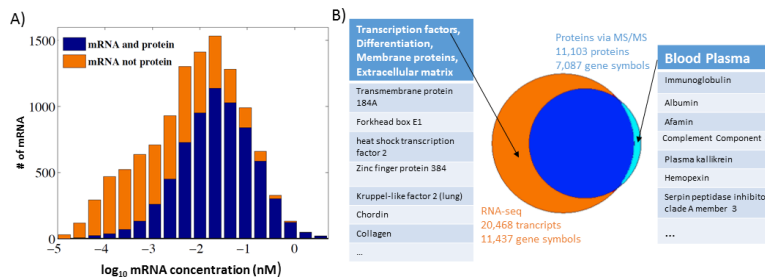 A)
mRNA and protein
mRNA not protein
1500
1000
500
0
# of mRNA
-5
-4
-3
-2
-1
0
log10 mRNA concentration (nM)
B)
Transcription factors,
Differentiation,
Membrane proteins,
Extracellular matrix
Transmembrane protein
184A
Forkhead box E1
heat shock transcription
factor 2
Zinc finger protein 384
Kruppel-like factor 2 (lung)
Chordin
Collagen
...
Proteins via MS/MS
11,103 proteins
7,087 gene symbols
RNA-seq
20,468 trancripts
11,437 gene symbols
Blood Plasma
Immunoglobulin
Albumin
Afamin
Complement Component
Plasma kallikrein
Hemopexin
Serpin peptidase inhibito
clade A member 3
...